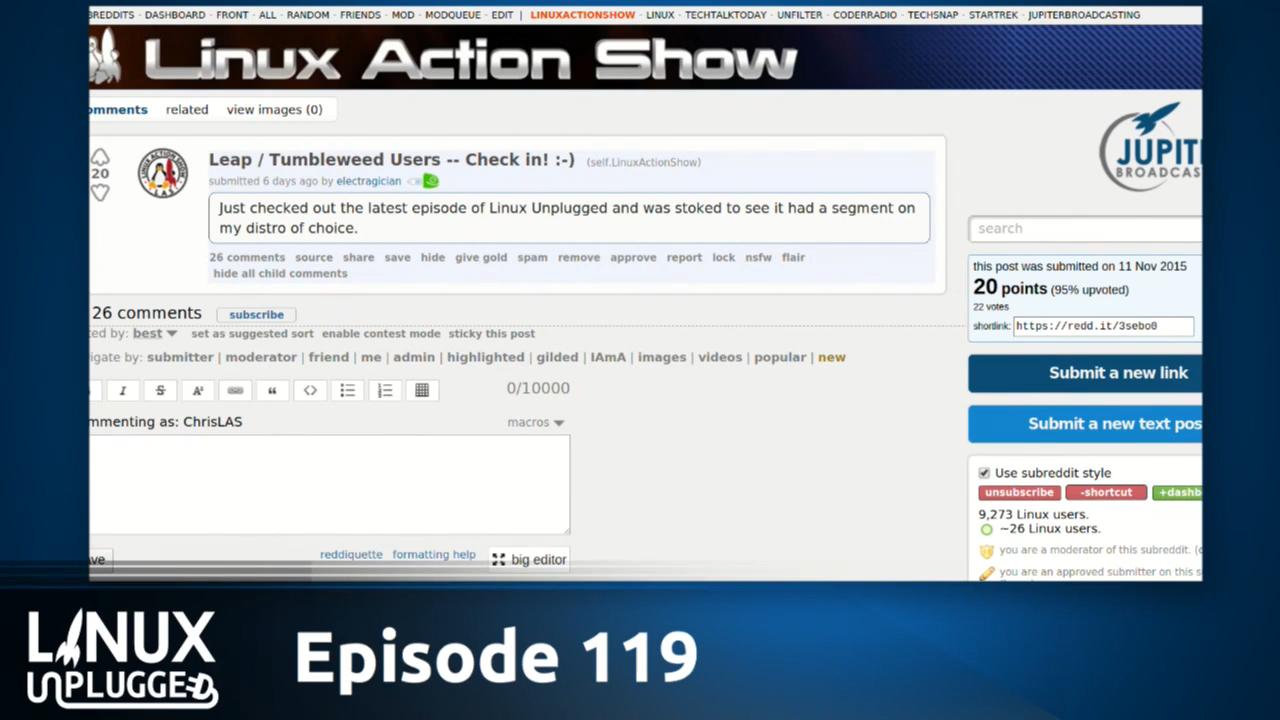 BREDDITS - DASHBOARD - FRONT - ALL - RANDOM - FRIENDS - MOD - MODQUEUE - EDIT | LINUXACTIONSHOW - LINUX - TECHTALKTODAY - UNFILTER - CODERRADIO - TECHSNAP - STARTREK - JUPITERBROADCASTING
Linux Action Show
omments related view images (0)
JUPITE
BROADCAS
20
LINUX ACTION SHOW
LAS
Leap / Tumbleweed Users -- Check in! :-) (self.LinuxActionShow)
submitted 6 days ago by electragician
Just checked out the latest episode of Linux Unplugged and was stoked to see it had a segment on
my distro of choice.
26 comments source share save hide give gold spam remove approve report lock nsfw flair
hide all child comments
search
this post was submitted on 11 Nov 2015
20 points (95% upvoted)
22 votes
shortlink: https://redd.it/3sebo0
26 comments subscribe
ted by: best set as suggested sort enable contest mode sticky this post
igate by: submitter | moderator | friend | me | admin | highlighted | gilded | IAmA | images | videos | popular | new
0/10000
mmenting as: ChrisLAS macros
ve
reddiquette formatting help big editor
Submit a new link
Submit a new text pos
Use subreddit style
unsubscribe -shortcut +dashb
9,273 Linux users.
~26 Linux users.
you are a moderator of this subreddit. (
you are an approved submitter on this s
LINUX
UNPLUGGED
Episode 119